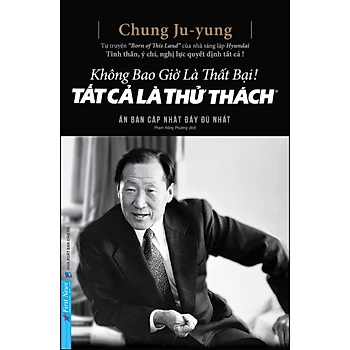 Chung Ju-yung
Tự truyện "Born of This Land" của nhà sáng lập Hyundai
Tinh thần, ý chí, nghị lực quyết định tất cả !
Không Bao Giờ Là Thất Bại!
TẤT CẢ LÀ THỬ THÁCH
ẤN BẢN CẬP NHẬT ĐẦY ĐỦ NHẤT
Phạm Hồng Phương dịch
First News